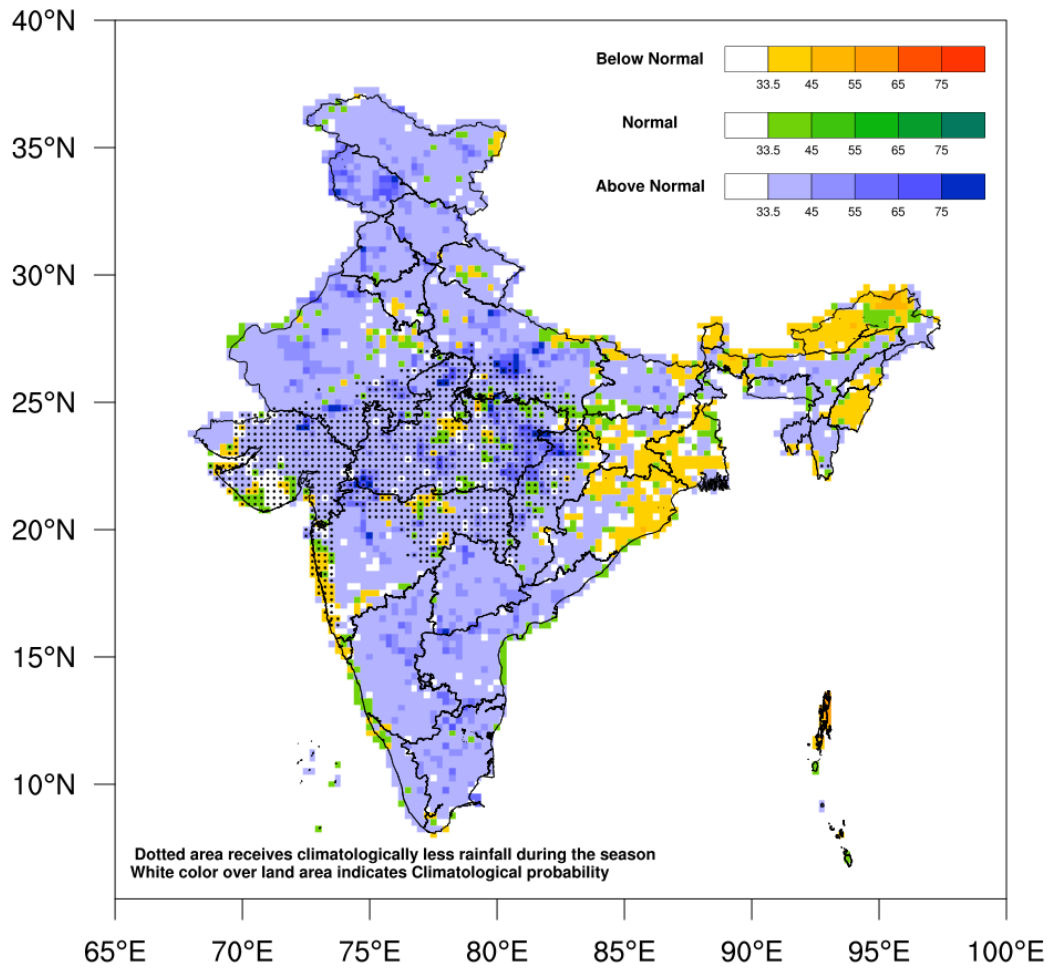 40°N
Below Normal
33.5 45 55 65 75
Normal
33.5 45 55 65 75
35°N
Above Normal
33.5 45 55 65 75
30°N
25°N
20°N
15°N
10°N
Dotted area receives climatologically less rainfall during the season
White color over land area indicates Climatological probability
65°E 70°E 75°E 80°E 85°E 90°E 95°E 100°E